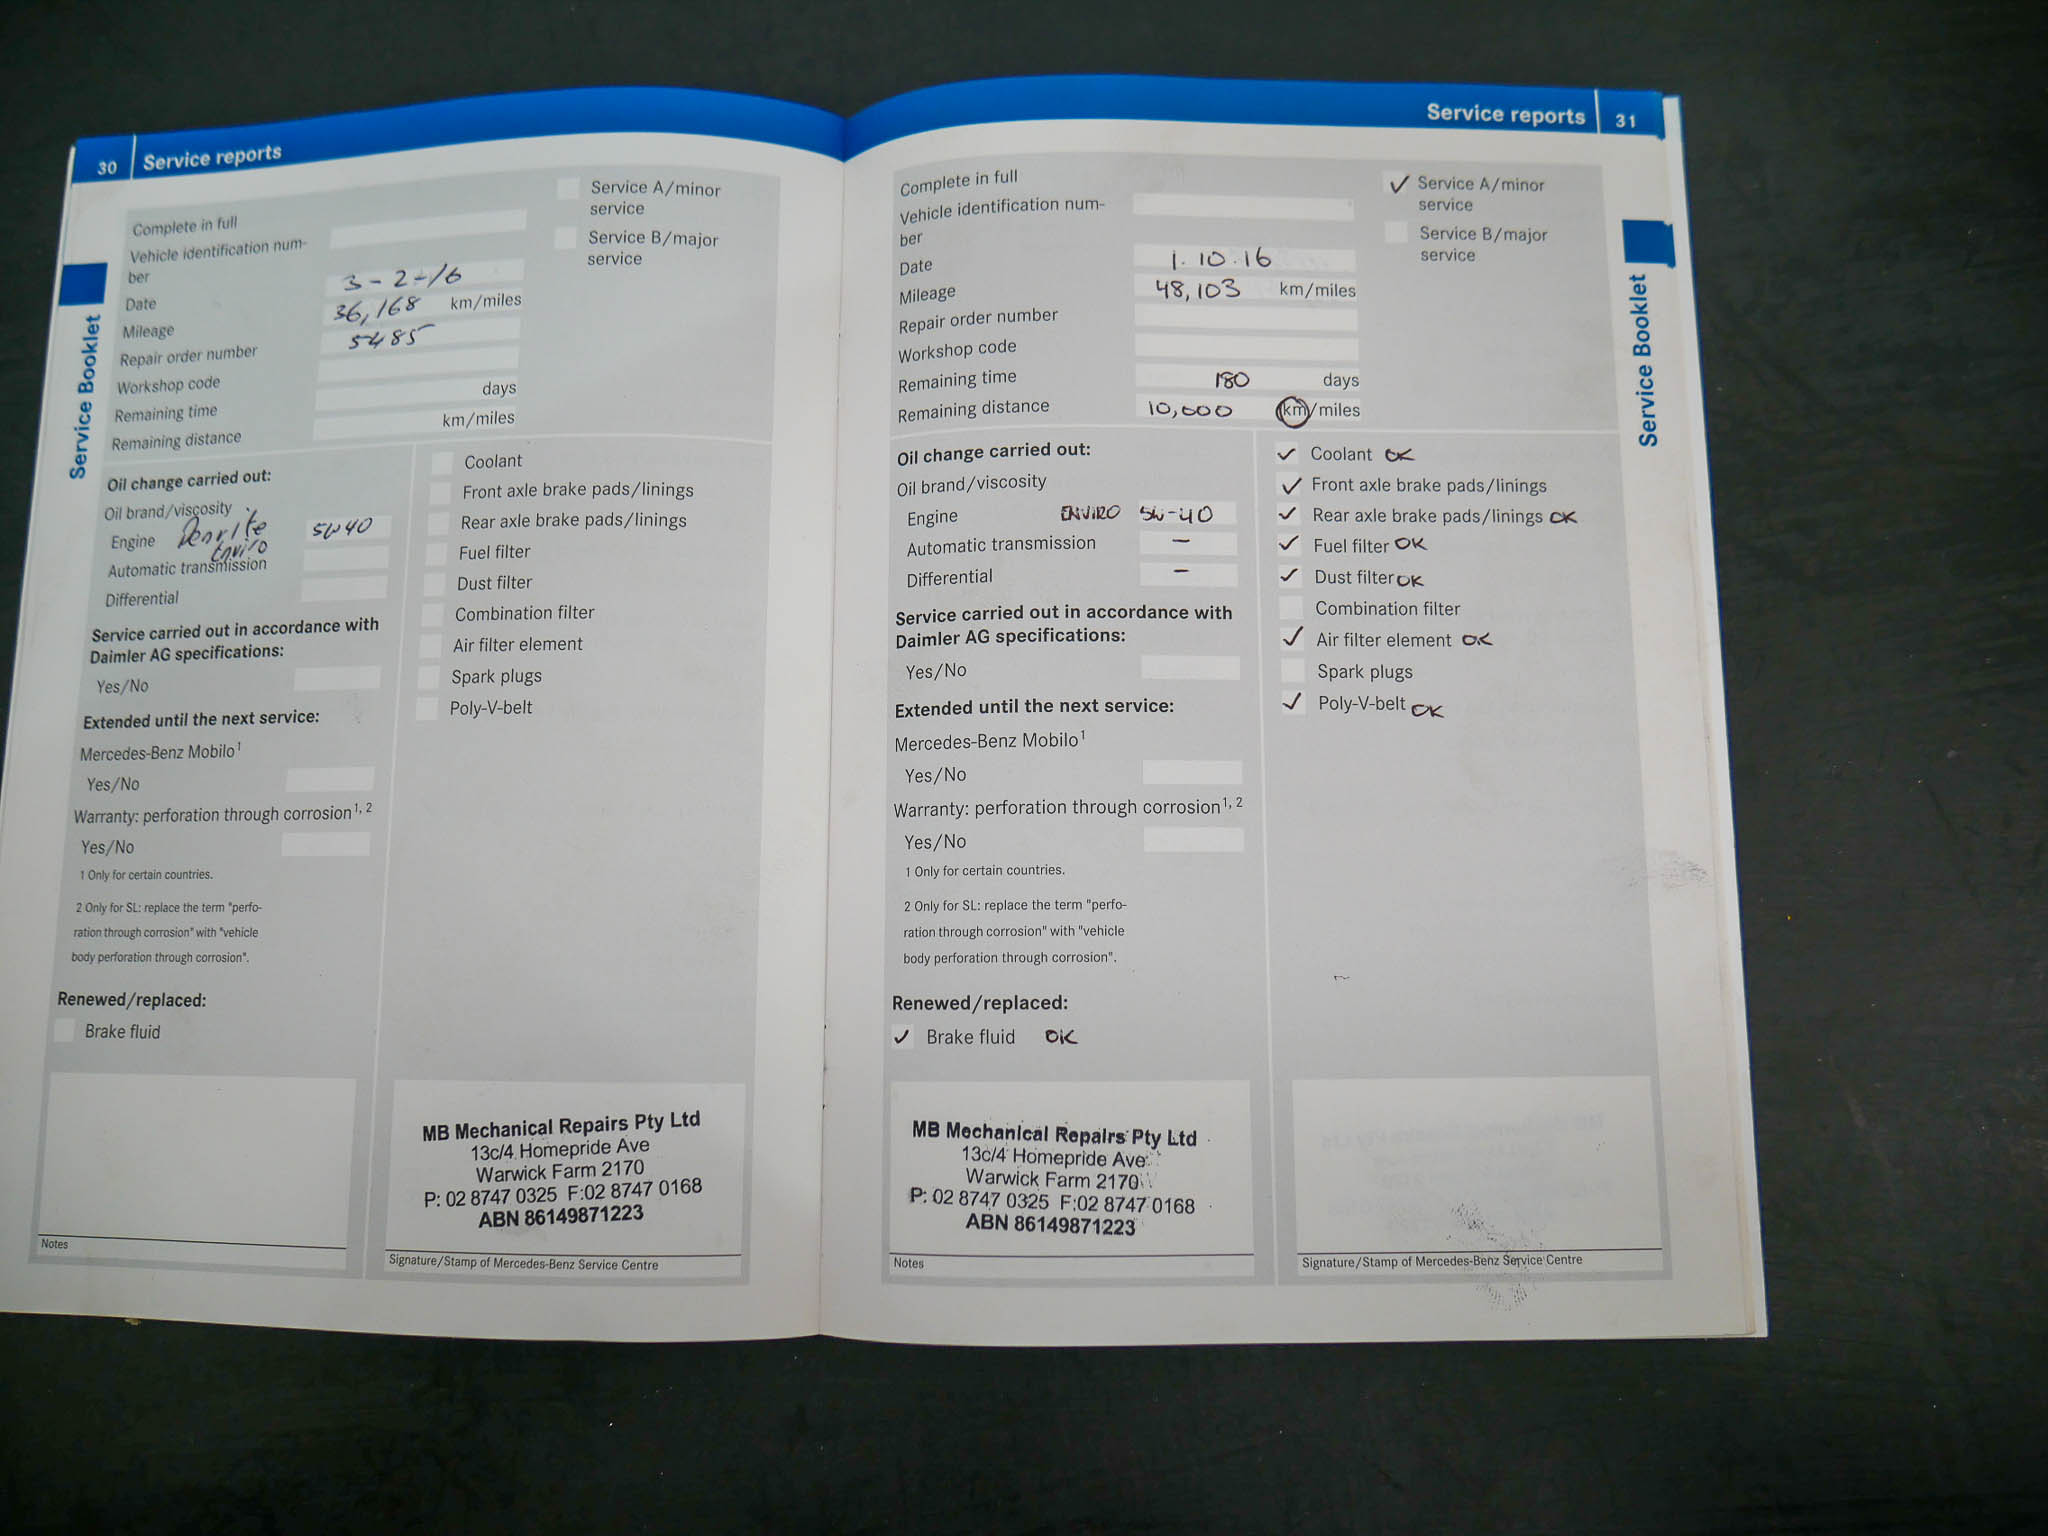 30 Service reports
Complete in full
Vehicle identification num-
ber
Date 3-2-16
Mileage 36,168 km/miles
Repair order number 5485
Workshop code
Remaining time days
Remaining distance km/miles
Service A/minor
service
Service B/major
service
Service Booklet
Oil change carried out:
Oil brand/viscosity
Engine Enviro 5W40
Automatic transmission
Differential
Service carried out in accordance with
Daimler AG specifications:
Yes/No
Extended until the next service:
Mercedes-Benz Mobilo¹
Yes/No
Warranty: perforation through corrosion¹, ²
Yes/No
1 Only for certain countries.
2 Only for SL: replace the term "perfo-
ration through corrosion" with "vehicle
body perforation through corrosion".
Renewed/replaced:
Brake fluid
Coolant
Front axle brake pads/linings
Rear axle brake pads/linings
Fuel filter
Dust filter
Combination filter
Air filter element
Spark plugs
Poly-V-belt
Notes
MB Mechanical Repairs Pty Ltd
13c/4 Homepride Ave
Warwick Farm 2170
P: 02 8747 0325 F:02 8747 0168
ABN 86149871223
Signature/Stamp of Mercedes-Benz Service Centre
Service reports 31
Complete in full
Vehicle identification num-
ber
Date 1.10.16
Mileage 48,103 km/miles
Repair order number
Workshop code
Remaining time 180 days
Remaining distance 10,000 km/miles
✓ Service A/minor
service
Service B/major
service
Service Booklet
Oil change carried out:
Oil brand/viscosity
Engine ENVIRO 5W-40
Automatic transmission –
Differential –
Service carried out in accordance with
Daimler AG specifications:
Yes/No
Extended until the next service:
Mercedes-Benz Mobilo¹
Yes/No
Warranty: perforation through corrosion¹, ²
Yes/No
1 Only for certain countries.
2 Only for SL: replace the term "perfo-
ration through corrosion" with "vehicle
body perforation through corrosion".
Renewed/replaced:
✓ Brake fluid OK
✓ Coolant OK
✓ Front axle brake pads/linings
✓ Rear axle brake pads/linings OK
✓ Fuel filter OK
✓ Dust filter OK
Combination filter
✓ Air filter element OK
Spark plugs
✓ Poly-V-belt OK
MB Mechanical Repairs Pty Ltd
13c/4 Homepride Ave
Warwick Farm 2170
P: 02 8747 0325 F:02 8747 0168
ABN 86149871223
Notes
Signature/Stamp of Mercedes-Benz Service Centre